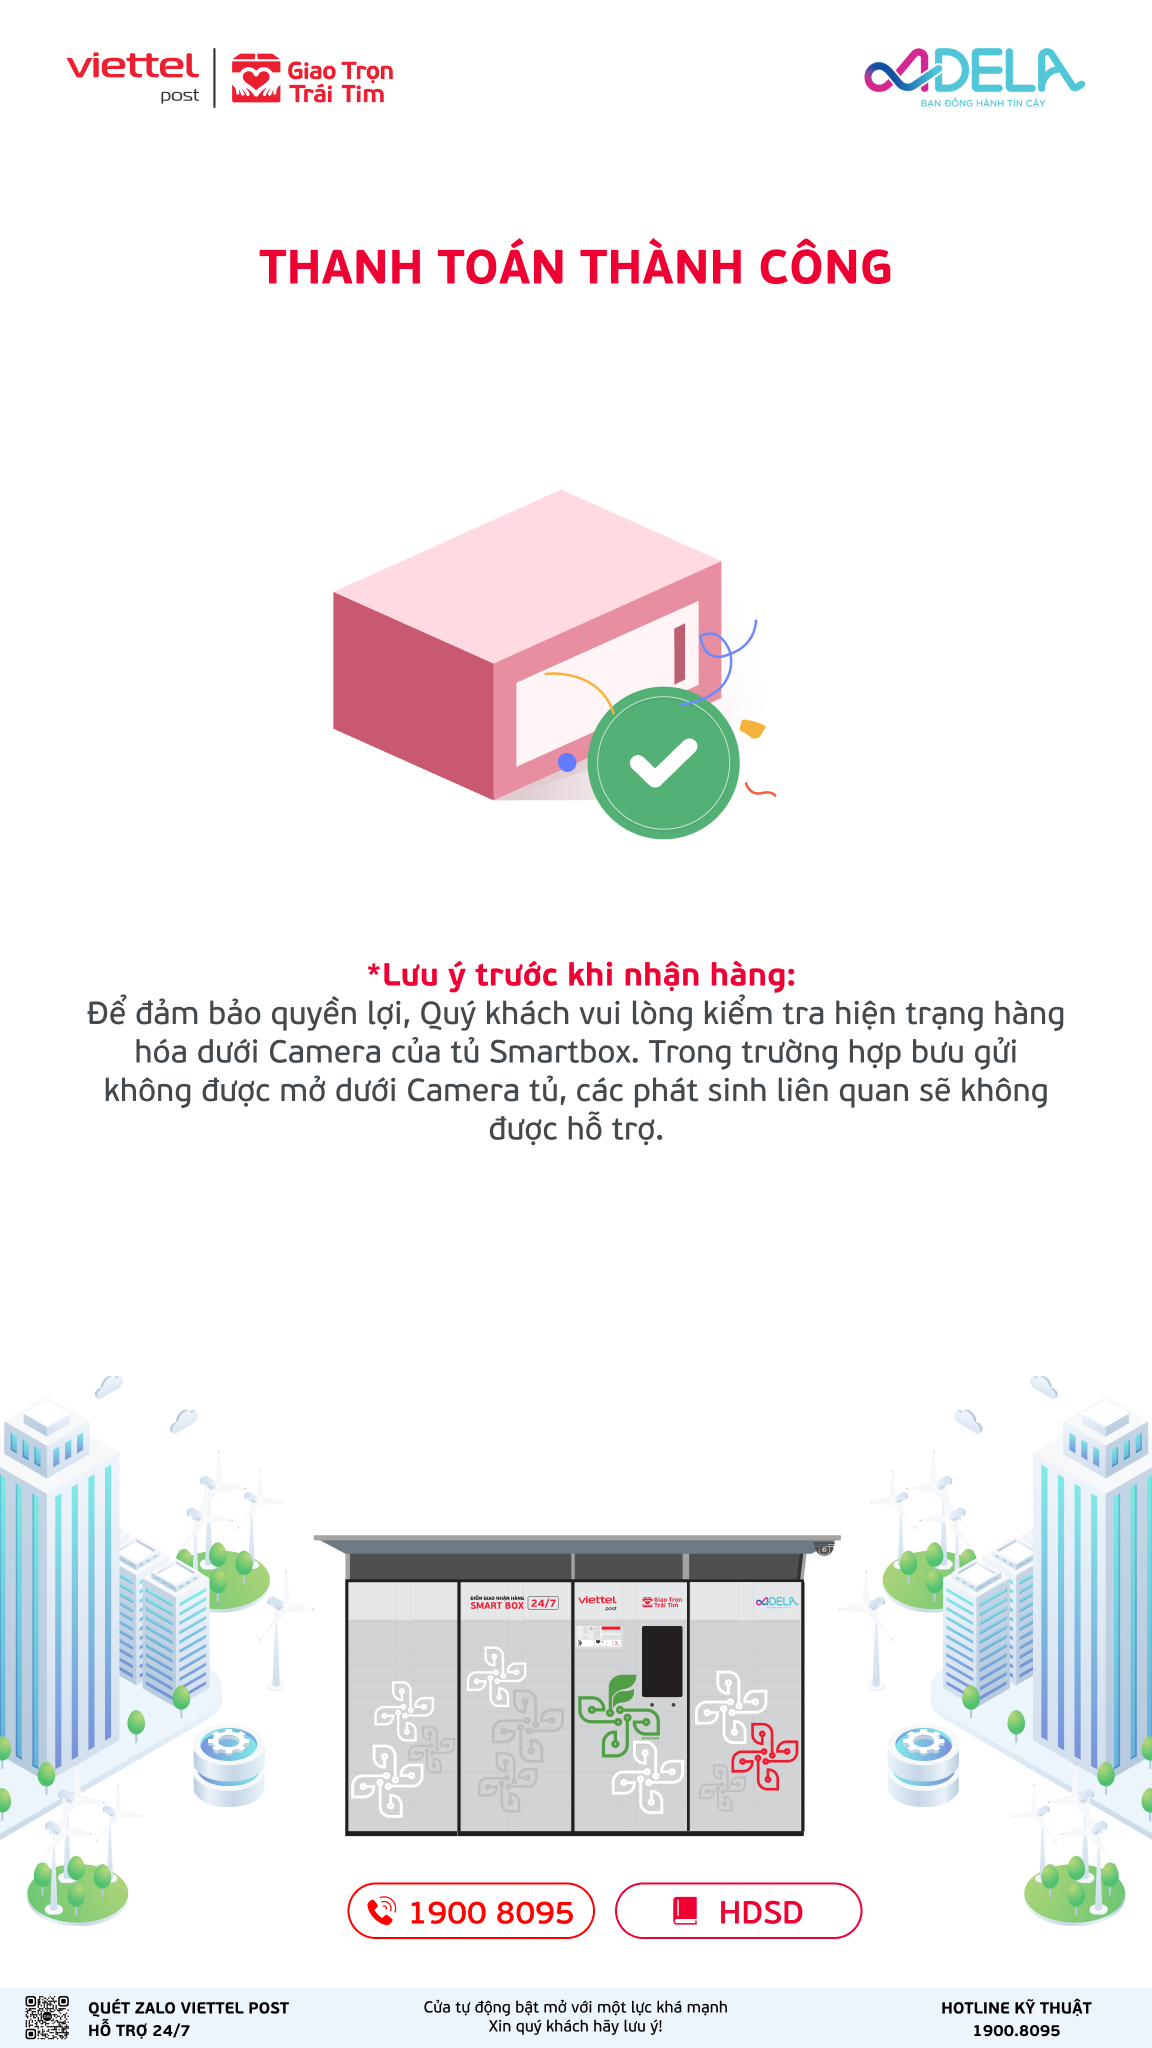 viettel
post
Giao Trọn
Trái Tim
ADELA
BẠN ĐỒNG HÀNH TIN CẬY
THANH TOÁN THÀNH CÔNG
*Lưu ý trước khi nhận hàng:
Để đảm bảo quyền lợi, Quý khách vui lòng kiểm tra hiện trạng hàng
hóa dưới Camera của tủ Smartbox. Trong trường hợp bưu gửi
không được mở dưới Camera tủ, các phát sinh liên quan sẽ không
được hỗ trợ.
ĐIỂM GIAO NHẬN HÀNG
SMART BOX 24/7
viettel
post
Giao Trọn
Trái Tim
ADELA
1900 8095
HDSD
QUÉT ZALO VIETTEL POST
HỖ TRỢ 24/7
Cửa tự động bật mở với một lực khá mạnh
Xin quý khách hãy lưu ý!
HOTLINE KỸ THUẬT
1900.8095